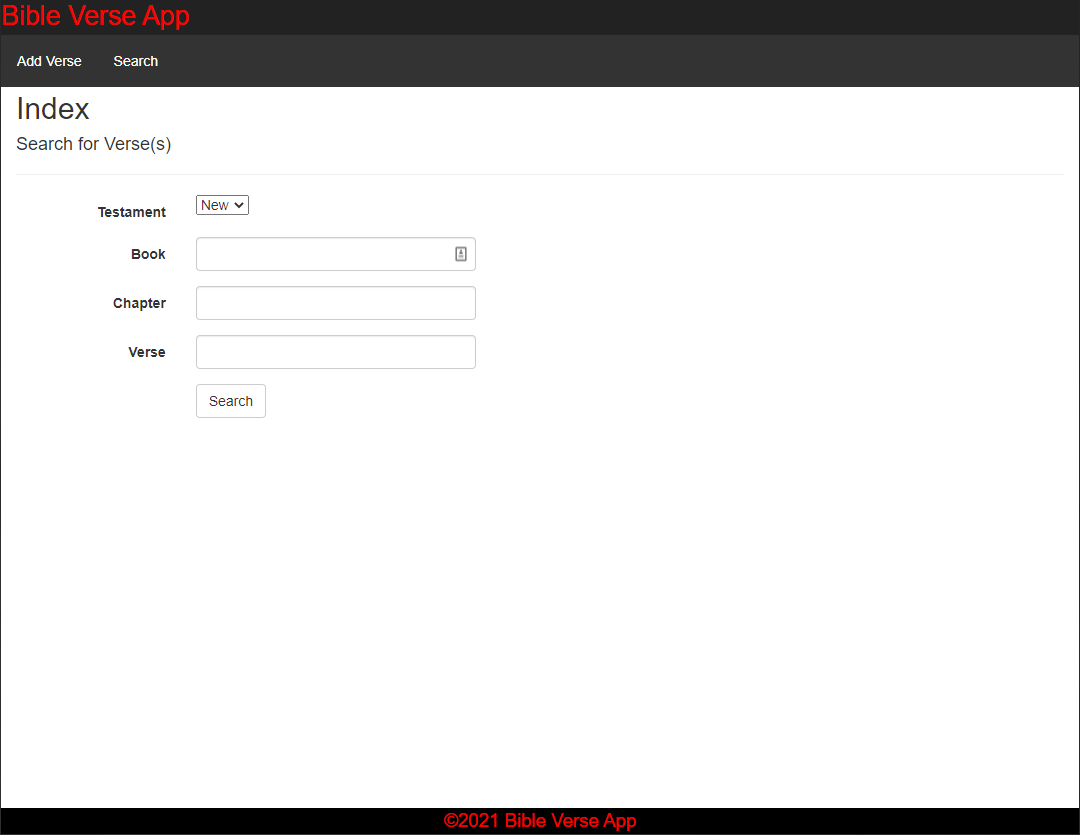 Bible Verse App
Add Verse Search
Index
Search for Verse(s)
Testament New
Book
Chapter
Verse
Search
©2021 Bible Verse App